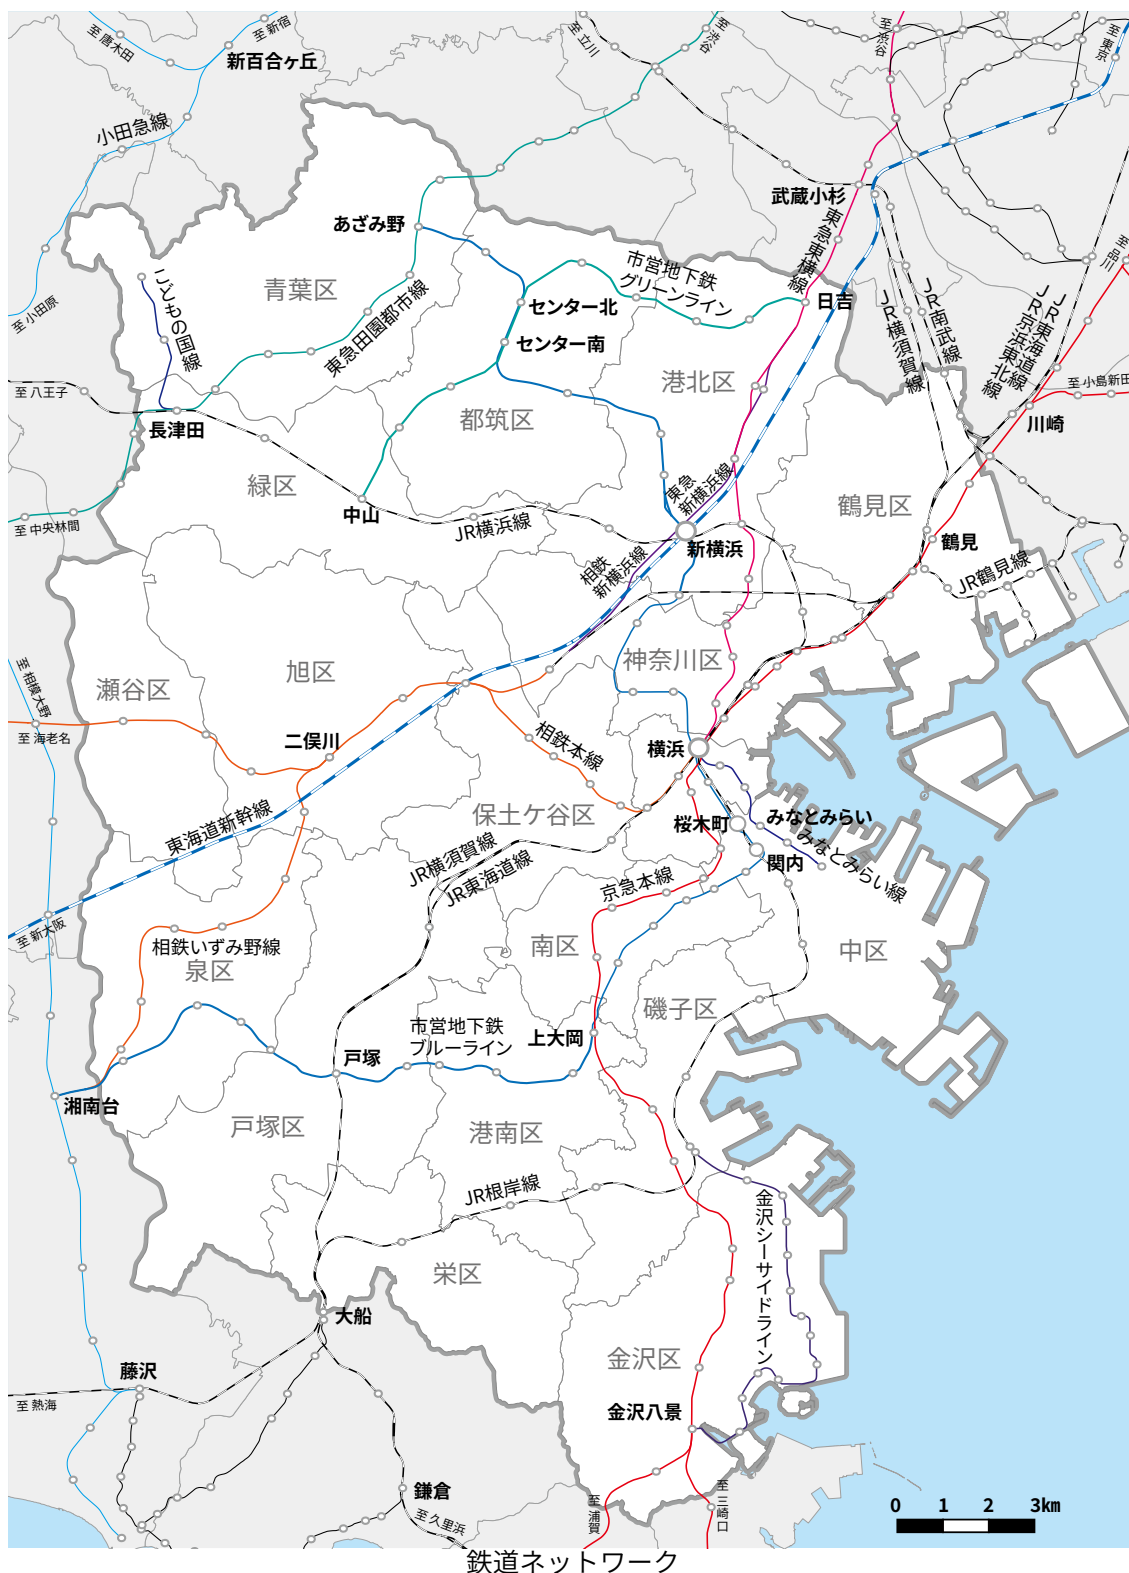 至 唐木田
至 新宿
新百合ヶ丘
小田急線
至 立川
至 渋谷
至 渋谷
至 東京
武蔵小杉
あざみ野
東急東横線
至 品川
青葉区
こどもの国線
市営地下鉄
グリーンライン
センター北
日吉
至 小田原
東急田園都市線
センター南
JR横須賀線
JR南武線
JR東海道線
JR京浜東北線
至 八王子
港北区
至 小島新田
長津田
都筑区
川崎
緑区
東急
新横浜線
鶴見区
至 中央林間
中山
JR横浜線
新横浜
鶴見
相鉄
新横浜線
JR鶴見線
神奈川区
旭区
瀬谷区
至 相模大野
至 海老名
二俣川
相鉄本線
横浜
東海道新幹線
保土ケ谷区
桜木町
みなとみらい
みなとみらい線
関内
JR横須賀線
JR東海道線
京急本線
至 新大阪
相鉄いずみ野線
泉区
南区
中区
磯子区
市営地下鉄
ブルーライン
上大岡
戸塚
湘南台
戸塚区
港南区
JR根岸線
金沢シーサイドライン
栄区
大船
金沢区
藤沢
至 熱海
金沢八景
鎌倉
至 久里浜
至 浦賀
至 三崎口
0 1 2 3km
鉄道ネットワーク